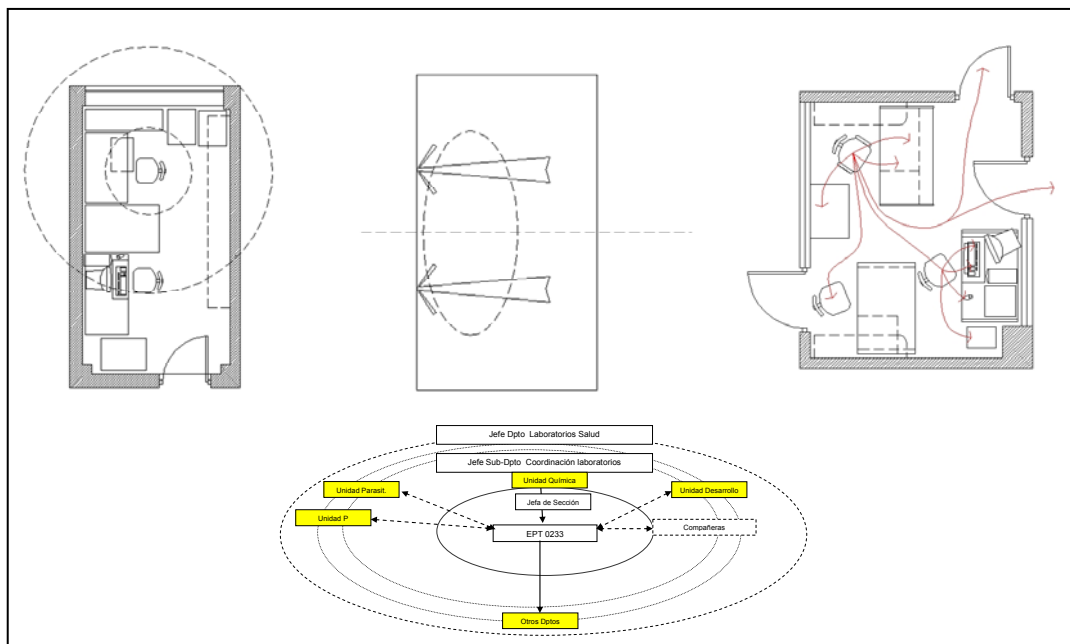 Jefe Dpto Laboratorios Salud
Jefe Sub-Dpto Coordinación laboratorios
Unidad Química
Unidad Parasit.
Unidad Desarrollo
Jefa de Sección
Unidad P
Compañeras
EPT 0233
Otros Dptos